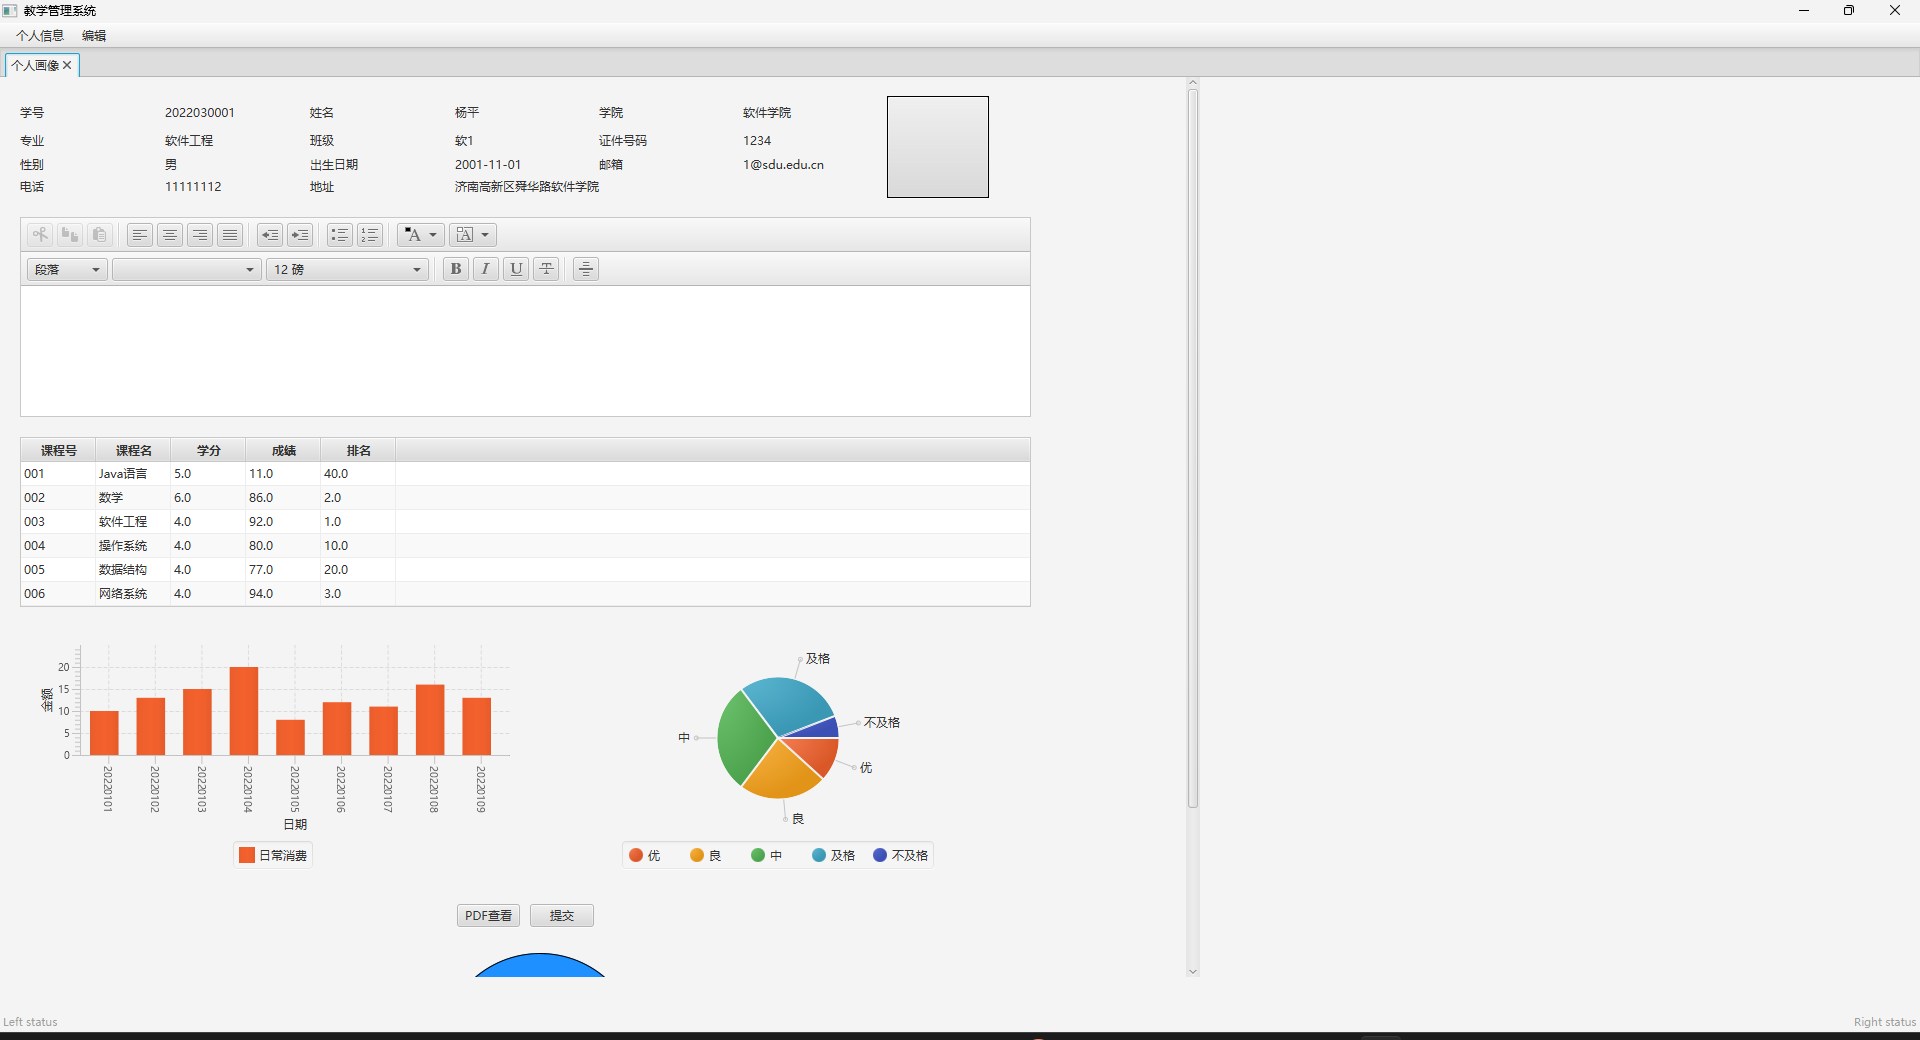 教学管理系统
个人信息 编辑
个人画像
学号 2022030001 姓名 杨平 学院 软件学院
专业 软件工程 班级 软1 证件号码 1234
性别 男 出生日期 2001-11-01 邮箱 1@sdu.edu.cn
电话 11111112 地址 济南高新区舜华路软件学院
段落 12 磅 B I U T
课程号 课程名 学分 成绩 排名
001 Java语言 5.0 11.0 40.0
002 数学 6.0 86.0 2.0
003 软件工程 4.0 92.0 1.0
004 操作系统 4.0 80.0 10.0
005 数据结构 4.0 77.0 20.0
006 网络系统 4.0 94.0 3.0
金额
20
15
10
5
0
20220101 20220102 20220103 20220104 20220105 20220106 20220107 20220108 20220109
日期
日常消费
及格
不及格
中
优
良
优 良 中 及格 不及格
PDF查看 提交
Left status Right status